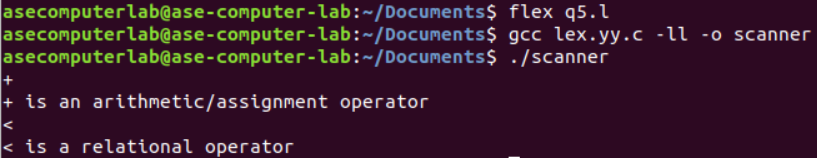 asecomputerlab@ase-computer-lab:~/Documents$ flex q5.l
asecomputerlab@ase-computer-lab:~/Documents$ gcc lex.yy.c -ll -o scanner
asecomputerlab@ase-computer-lab:~/Documents$ ./scanner
+
+ is an arithmetic/assignment operator
<
< is a relational operator